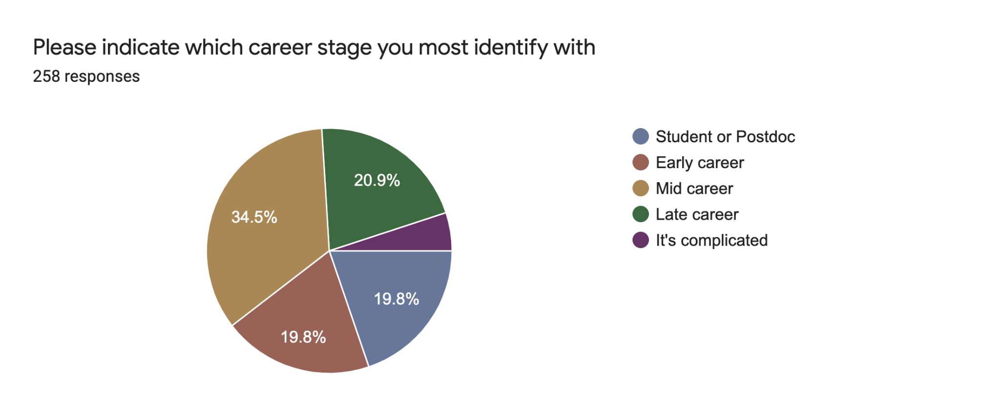 Please indicate which career stage you most identify with
258 responses
20.9%
34.5%
19.8%
19.8%
Student or Postdoc
Early career
Mid career
Late career
It's complicated